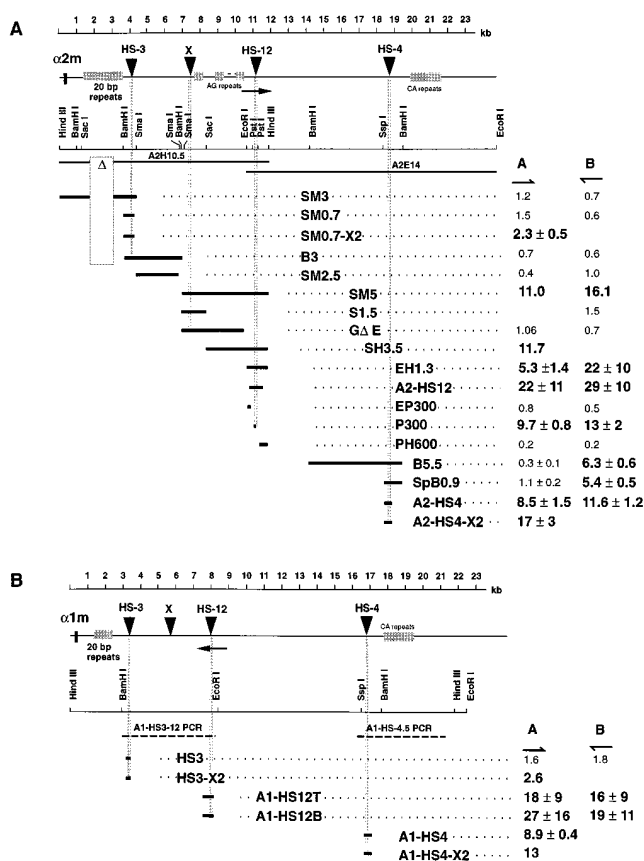 A
1 2 3 4 5 6 7 8 9 10 11 12 13 14 15 16 17 18 19 20 21 22 23 kb
HS-3 X HS-12 HS-4
α2m
20 bp repeats
AG repeats
CA repeats
Hind III BamH I Sac I BamH I Sma I Sma I BamH I Sma I Sac I EcoR I Pst I Pst I Hind III BamH I Ssp I BamH I EcoR I
A2H10.5
A2E14
Δ
A B
SM3 1.2 0.7
SM0.7 1.5 0.6
SM0.7-X2 2.3 ± 0.5
B3 0.7 0.6
SM2.5 0.4 1.0
SM5 11.0 16.1
S1.5 1.5
GΔE 1.06 0.7
SH3.5 11.7
EH1.3 5.3 ±1.4 22 ± 10
A2-HS12 22 ± 11 29 ± 10
EP300 0.8 0.5
P300 9.7 ± 0.8 13 ± 2
PH600 0.2 0.2
B5.5 0.3 ± 0.1 6.3 ± 0.6
SpB0.9 1.1 ± 0.2 5.4 ± 0.5
A2-HS4 8.5 ± 1.5 11.6 ± 1.2
A2-HS4-X2 17 ± 3
B
1 2 3 4 5 6 7 8 9 10 11 12 13 14 15 16 17 18 19 20 21 22 23 kb
HS-3 X HS-12 HS-4
α1m
20 bp repeats
CA repeats
Hind III BamH I EcoR I Ssp I BamH I Hind III EcoR I
A1-HS3-12 PCR
A1-HS-4.5 PCR
A B
HS3 1.6 1.8
HS3-X2 2.6
A1-HS12T 18 ± 9 16 ± 9
A1-HS12B 27 ± 16 19 ± 11
A1-HS4 8.9 ± 0.4
A1-HS4-X2 13